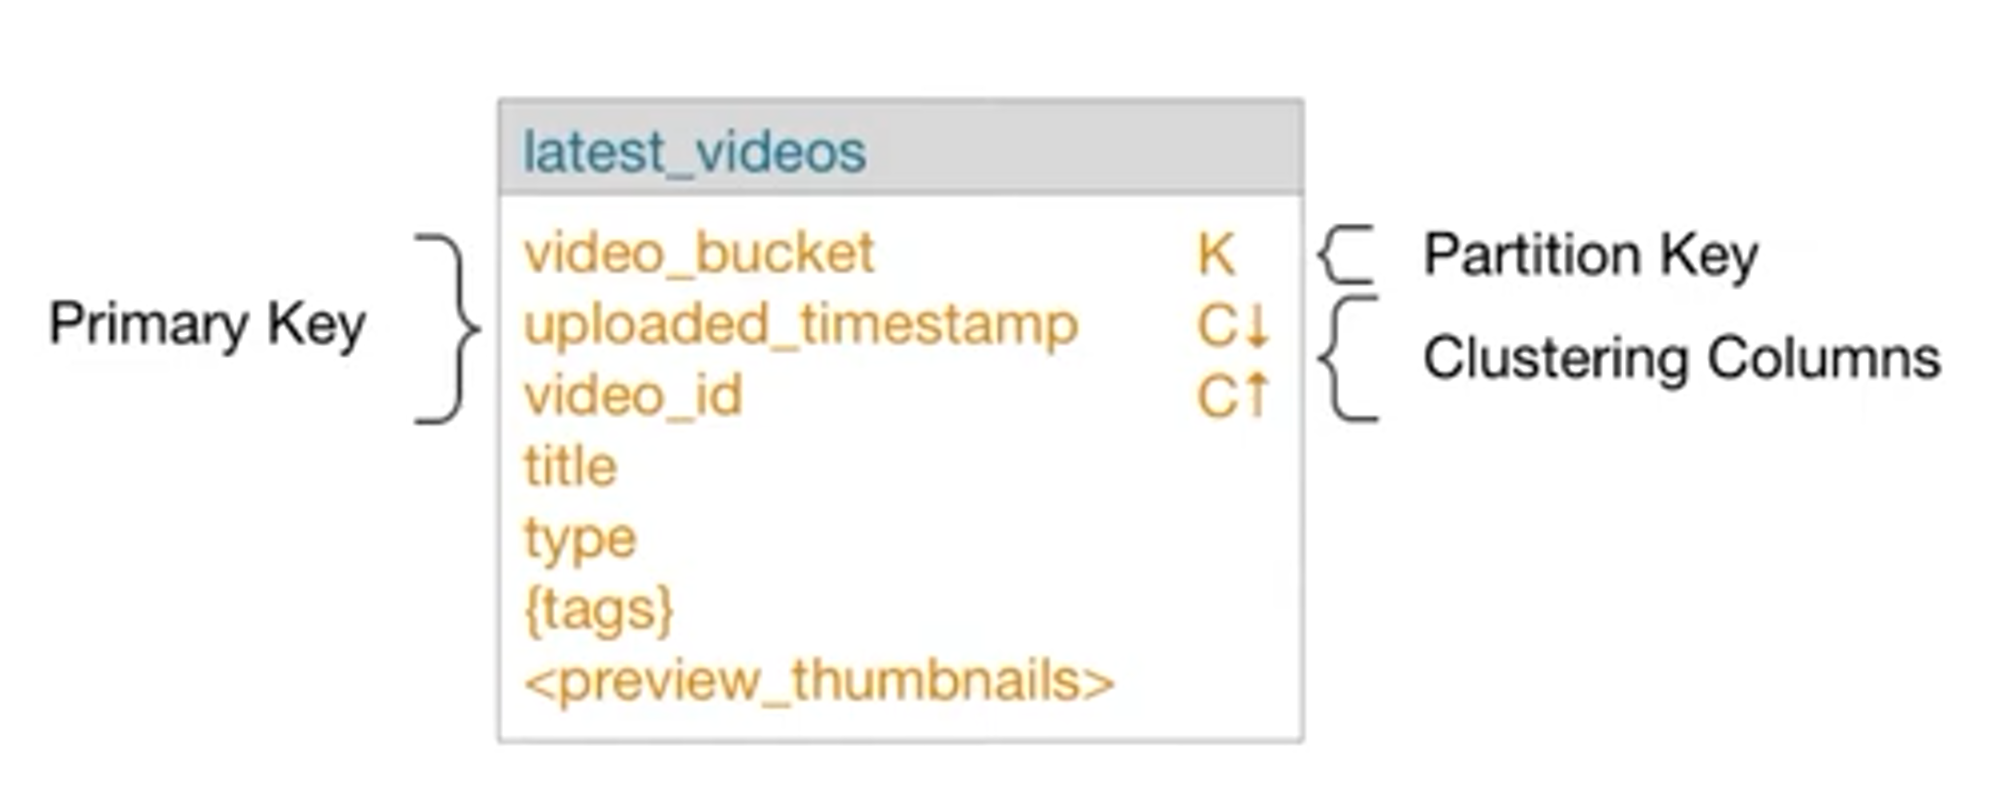 latest_videos
Primary Key
video_bucket K
uploaded_timestamp C↓
video_id C↑
title
type
{tags}
<preview_thumbnails>
Partition Key
Clustering Columns